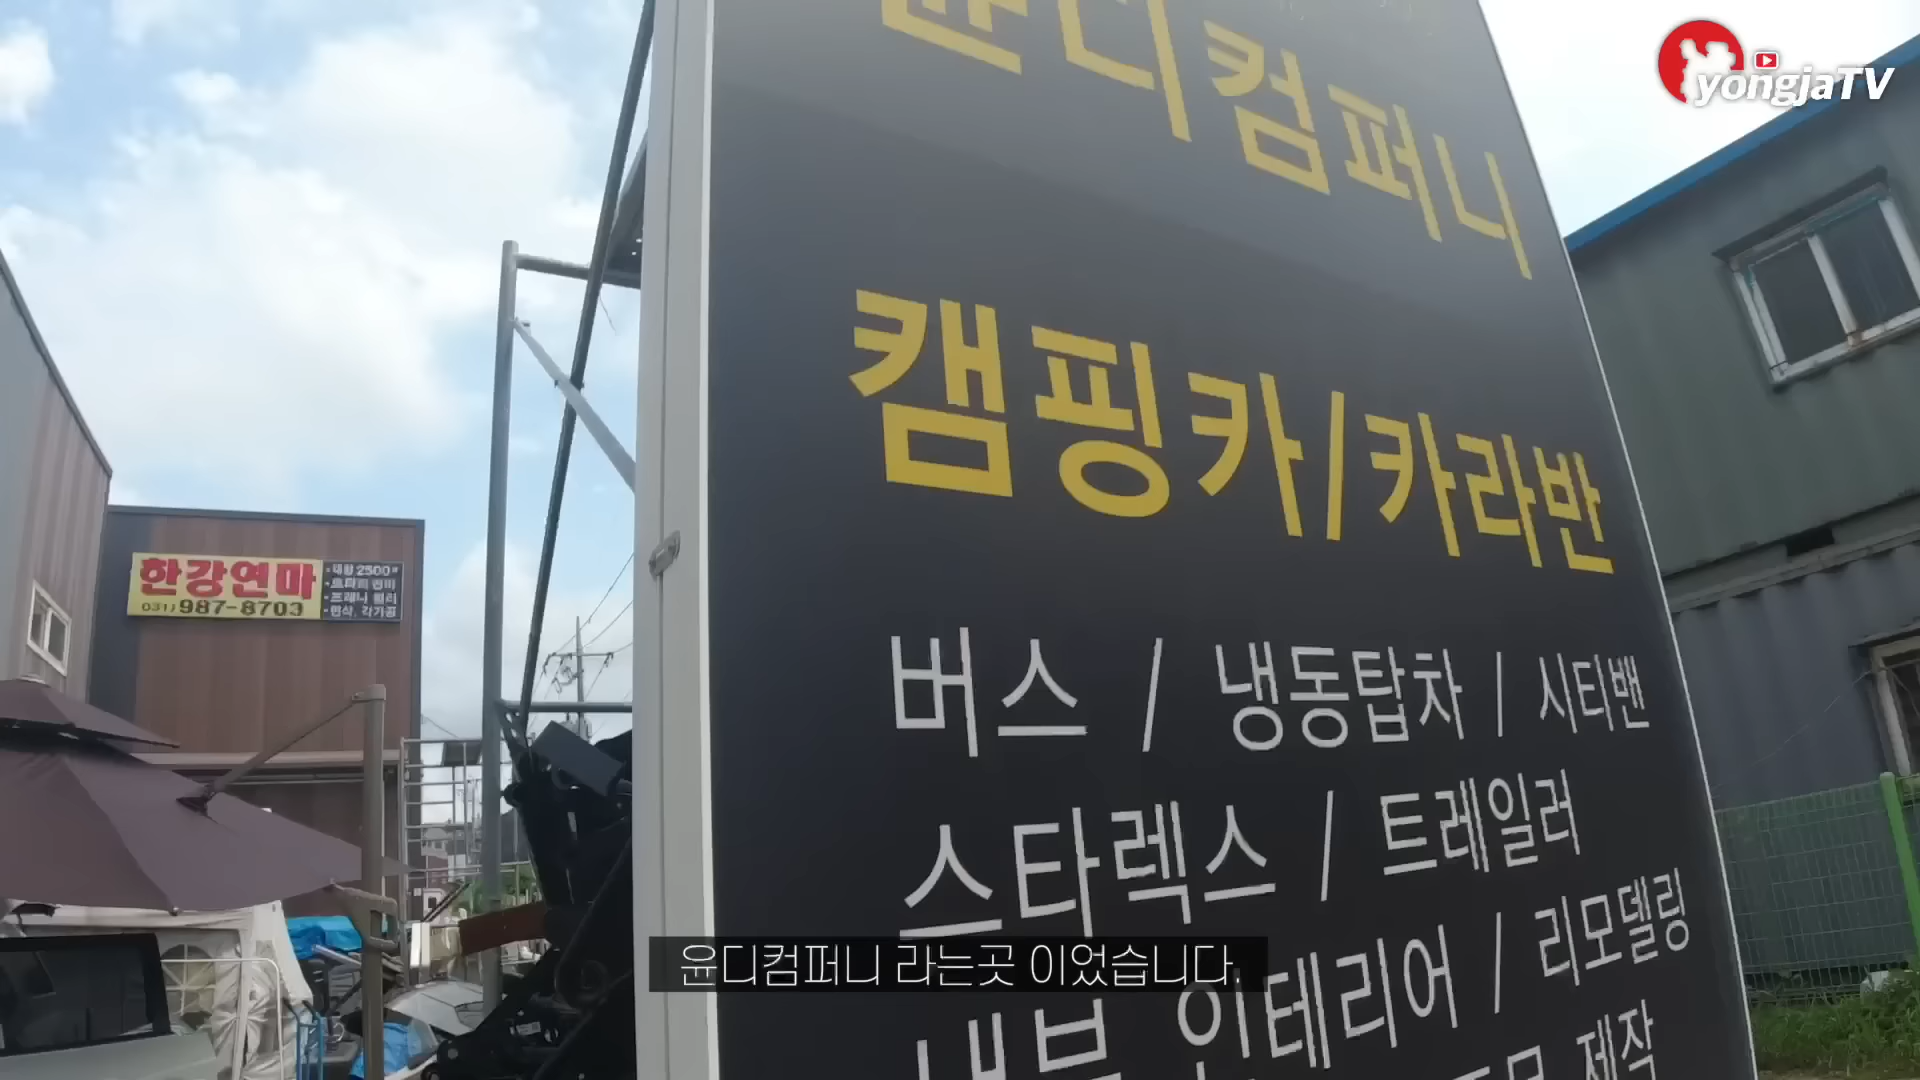 yongjaTV
윤디컴퍼니
캠핑카/카라반
버스 / 냉동탑차 / 시티밴
스타렉스 / 트레일러
내부 인테리어 / 리모델링
제작
한강연마
031) 987-8703
윤디컴퍼니 라는곳 이었습니다.